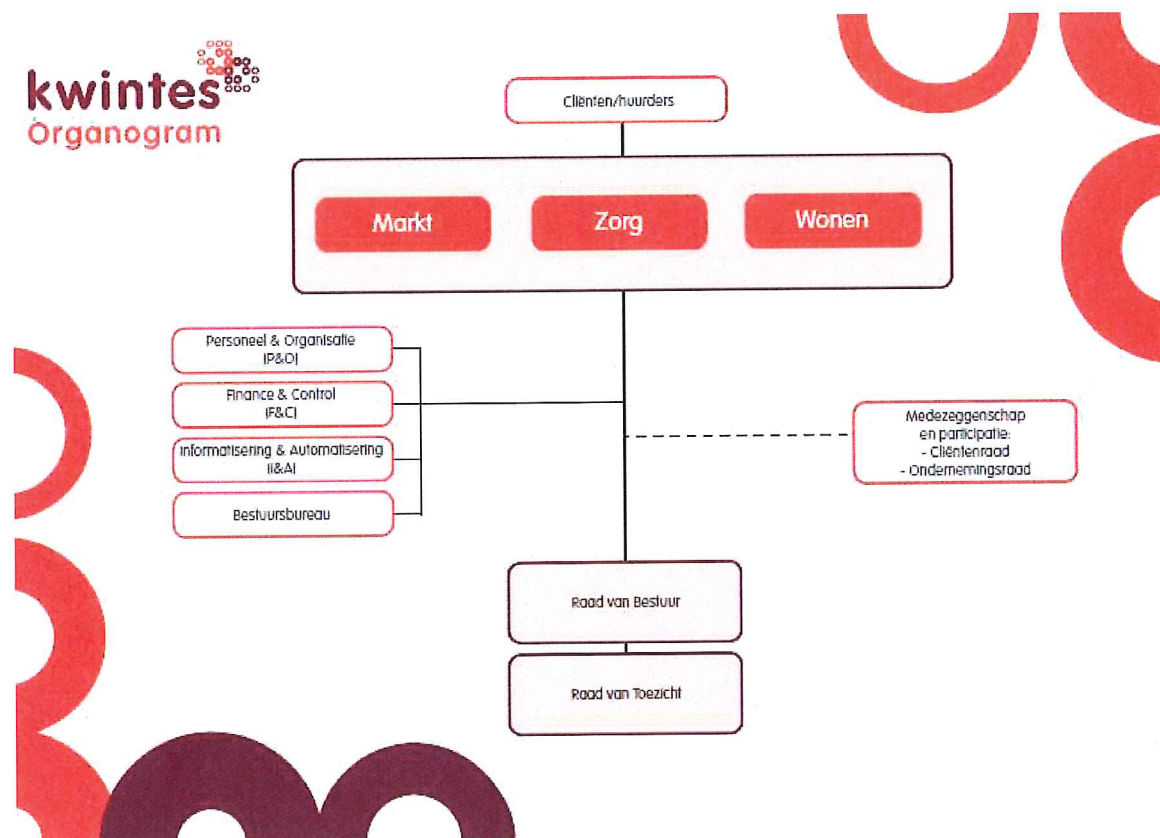 kwintes
Organogram
Cliënten/huurders
Markt
Zorg
Wonen
Personeel & Organisatie
(P&O)
Finance & Control
(F&C)
Informatisering & Automatisering
(I&A)
Bestuursbureau
Medezeggenschap
en participatie:
- Cliëntenraad
- Ondernemingsraad
Raad van Bestuur
Raad van Toezicht